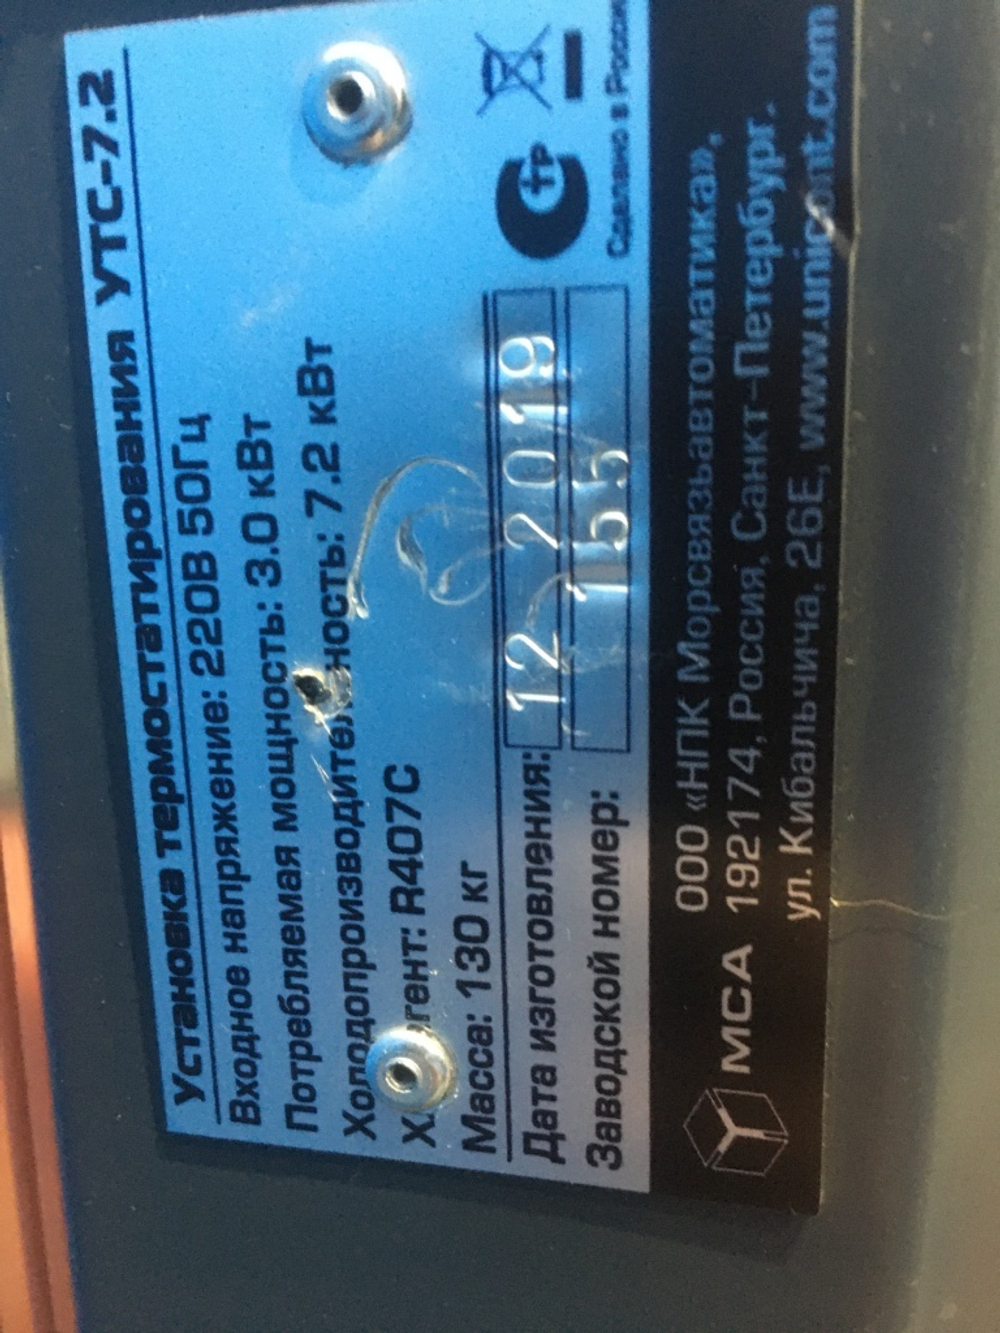 Установка термостатирования УТС-7.2
Входное напряжение: 220В 50Гц
Потребляемая мощность: 3.0 кВт
Холодопроизводительность: 7.2 кВт
R407C
Масса: 130 кг
Дата изготовления: 12 2019
Заводской номер: 155
Сделано в России
МСА
ООО «НПК Морсвязьавтоматика»,
192174, Россия, Санкт-Петербург.
ул. Кибальчича, 26Е, www.unicont.com